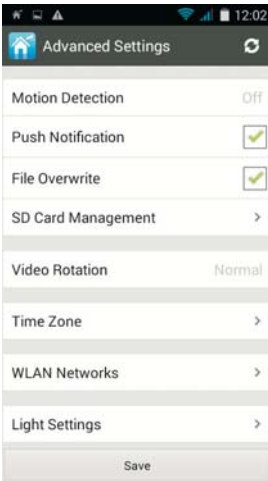 12:02
Advanced Settings
Motion Detection Off
Push Notification
File Overwrite
SD Card Management
Video Rotation Normal
Time Zone
WLAN Networks
Light Settings
Save